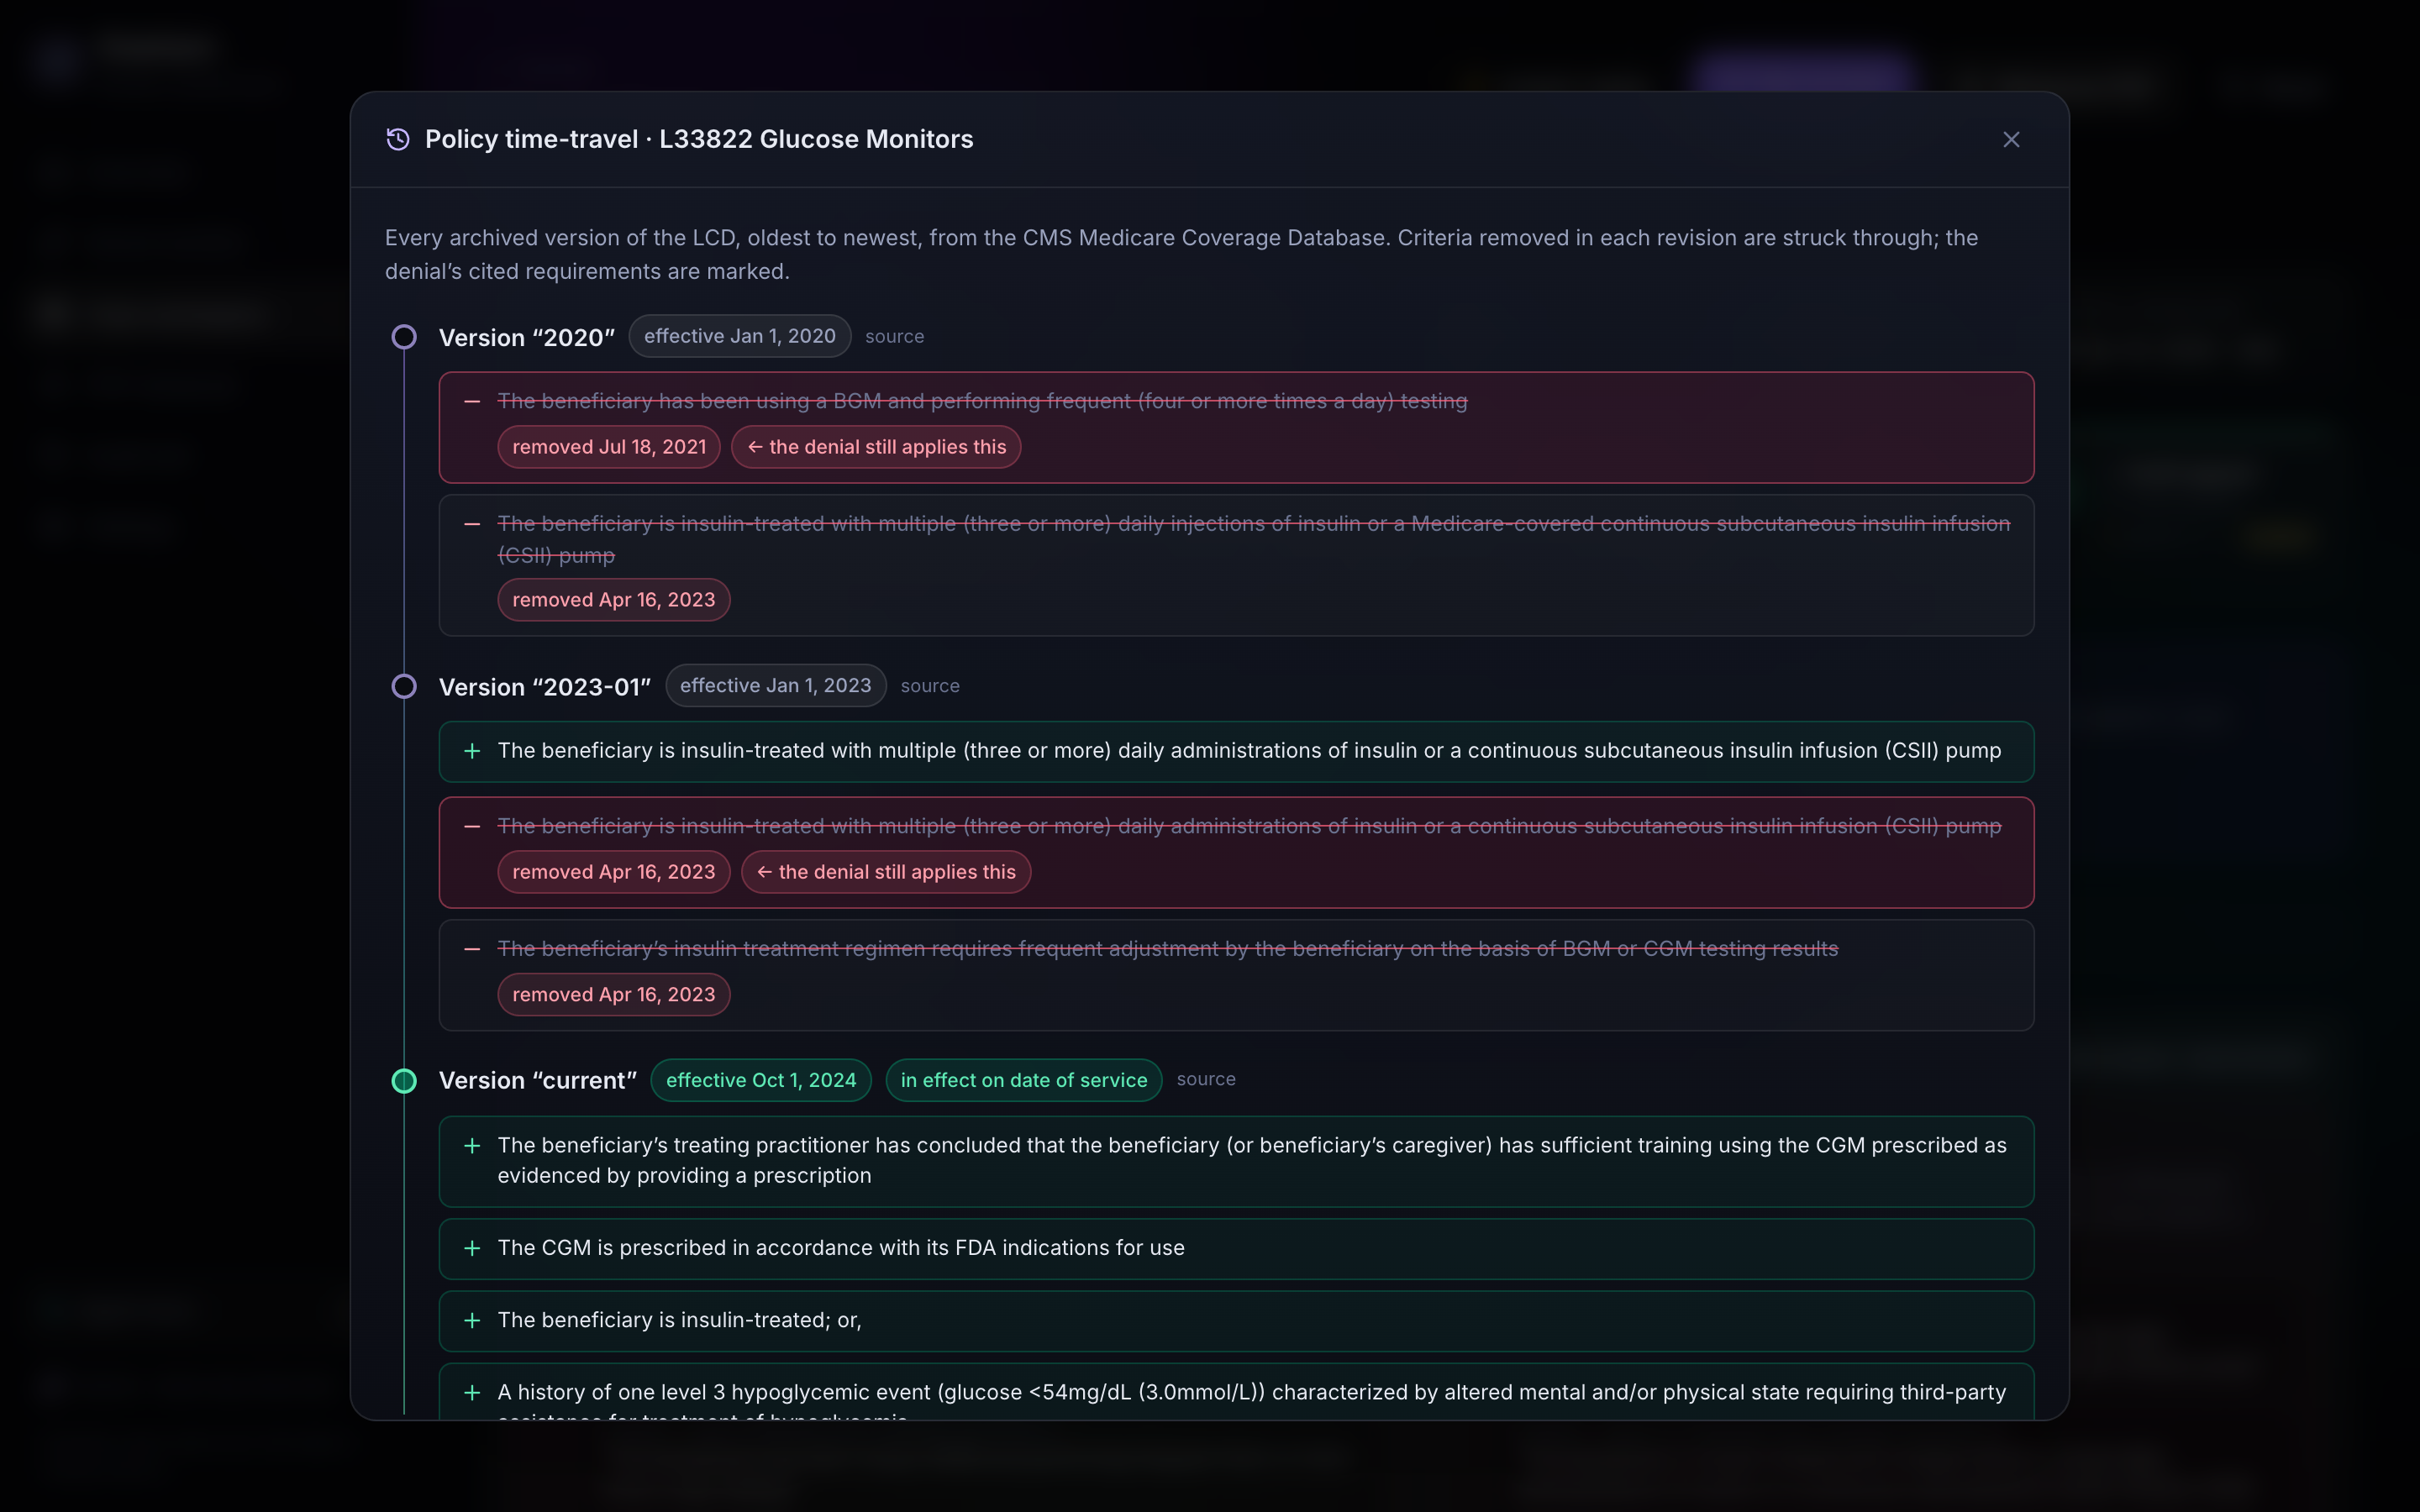 Policy time-travel · L33822 Glucose Monitors
Every archived version of the LCD, oldest to newest, from the CMS Medicare Coverage Database. Criteria removed in each revision are struck through; the
denial’s cited requirements are marked.
Version “2020” effective Jan 1, 2020 source
− The beneficiary has been using a BGM and performing frequent (four or more times a day) testing
removed Jul 18, 2021 ← the denial still applies this
− The beneficiary is insulin-treated with multiple (three or more) daily injections of insulin or a Medicare-covered continuous subcutaneous insulin infusion
(CSII) pump
removed Apr 16, 2023
Version “2023-01” effective Jan 1, 2023 source
+ The beneficiary is insulin-treated with multiple (three or more) daily administrations of insulin or a continuous subcutaneous insulin infusion (CSII) pump
− The beneficiary is insulin-treated with multiple (three or more) daily administrations of insulin or a continuous subcutaneous insulin infusion (CSII) pump
removed Apr 16, 2023 ← the denial still applies this
− The beneficiary’s insulin treatment regimen requires frequent adjustment by the beneficiary on the basis of BGM or CGM testing results
removed Apr 16, 2023
Version “current” effective Oct 1, 2024 in effect on date of service source
+ The beneficiary’s treating practitioner has concluded that the beneficiary (or beneficiary’s caregiver) has sufficient training using the CGM prescribed as
evidenced by providing a prescription
+ The CGM is prescribed in accordance with its FDA indications for use
+ The beneficiary is insulin-treated; or,
+ A history of one level 3 hypoglycemic event (glucose <54mg/dL (3.0mmol/L)) characterized by altered mental and/or physical state requiring third-party